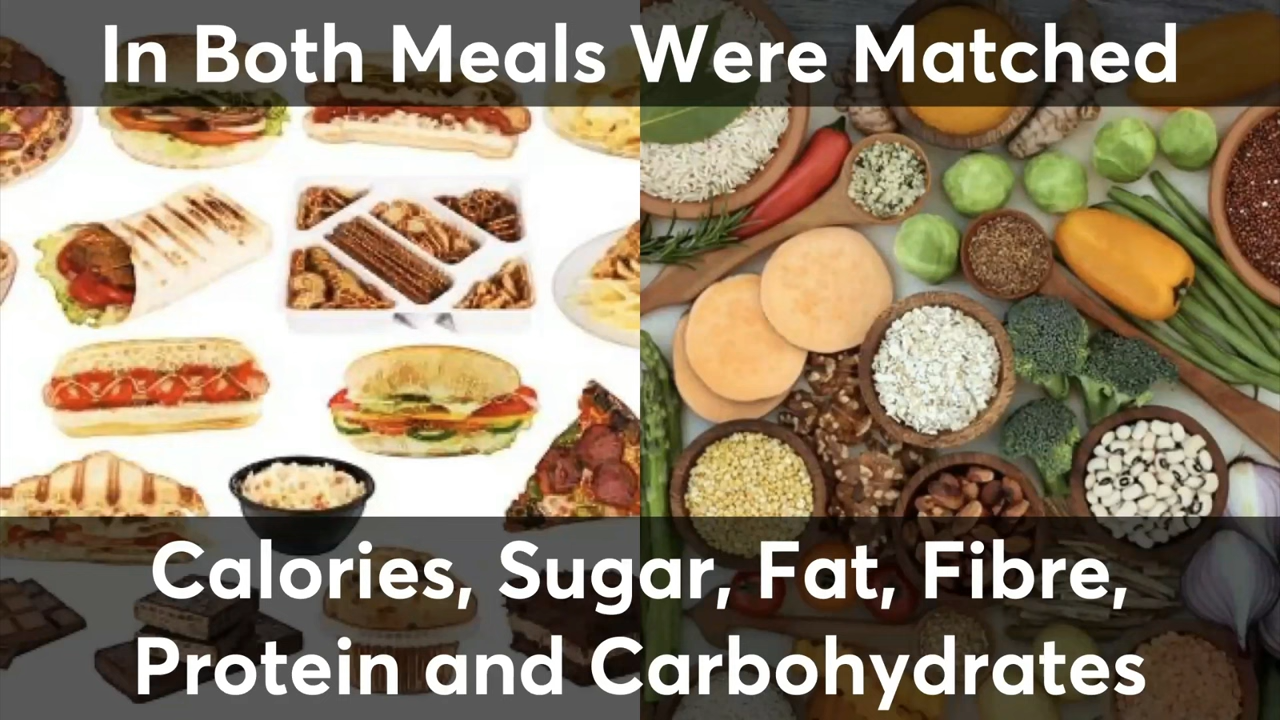 In Both Meals Were Matched
Calories, Sugar, Fat, Fibre,
Protein and Carbohydrates